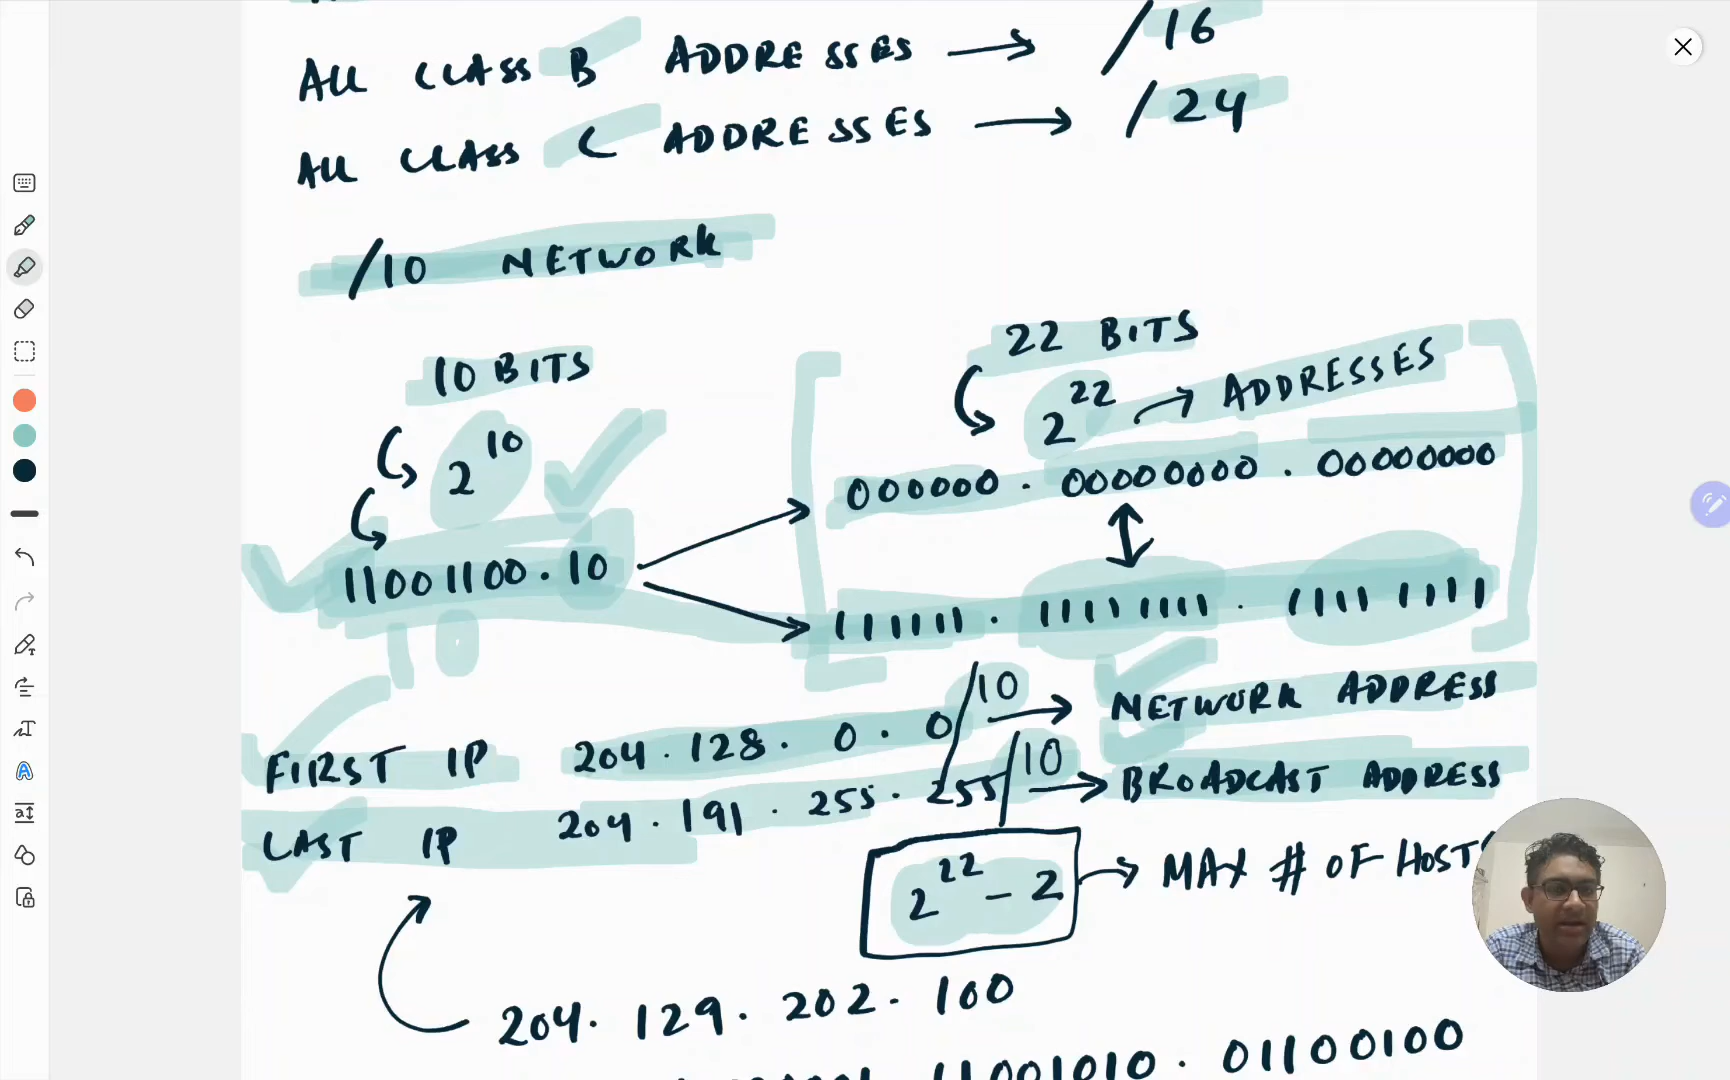 ALL CLASS B ADDRESSES → /16
ALL CLASS C ADDRESSES → /24
/10 NETWORK
10 BITS
2^10
11001100.10
10
22 BITS
2^22 → ADDRESSES
000000 . 00000000 . 00000000
111111 . 11111111 . 11111111
FIRST IP 204.128.0.0/10 → NETWORK ADDRESS
LAST IP 204.191.255.255/10 → BROADCAST ADDRESS
2^22 - 2 → MAX # OF HOSTS
204.129.202.100
11001010.01100100